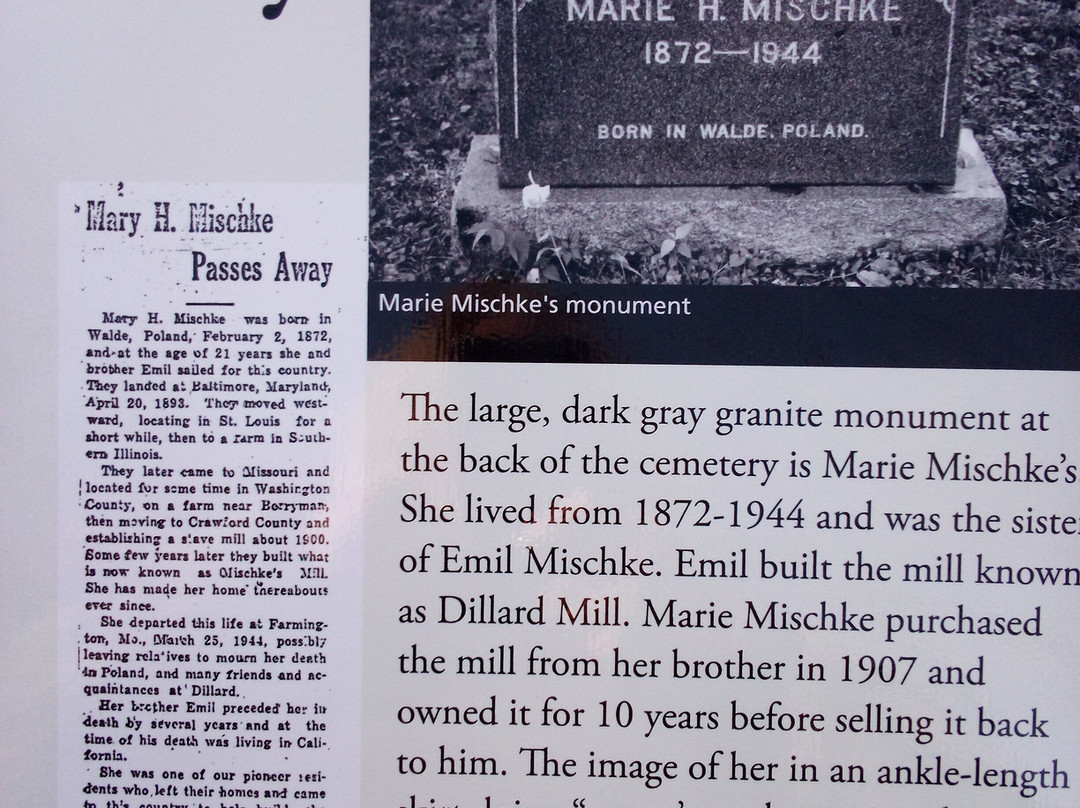 MARIE H. MISCHKE
1872—1944
BORN IN WALDE, POLAND.
Marie Mischke's monument
Mary H. Mischke
Passes Away
Mary H. Mischke was born in
Walde, Poland, February 2, 1872,
and at the age of 21 years she and
brother Emil sailed for this country.
They landed at Baltimore, Maryland,
April 20, 1893. They moved west-
ward, locating in St. Louis for a
short while, then to a farm in South-
ern Illinois.
They later came to Missouri and
located for some time in Washington
County, on a farm near Berryman,
then moving to Crawford County and
establishing a stave mill about 1900.
Some few years later they built what
is now known as Mischke's Mill.
She has made her home thereabouts
ever since.
She departed this life at Farming-
ton, Mo., March 25, 1944, possibly
leaving relatives to mourn her death
in Poland, and many friends and ac-
quaintances at Dillard.
Her brother Emil preceded her in
death by several years and at the
time of his death was living in Cali-
fornia.
She was one of our pioneer resi-
dents who left their homes and came
to this country to help build the
The large, dark gray granite monument at
the back of the cemetery is Marie Mischke's.
She lived from 1872-1944 and was the siste
of Emil Mischke. Emil built the mill known
as Dillard Mill. Marie Mischke purchased
the mill from her brother in 1907 and
owned it for 10 years before selling it back
to him. The image of her in an ankle-length